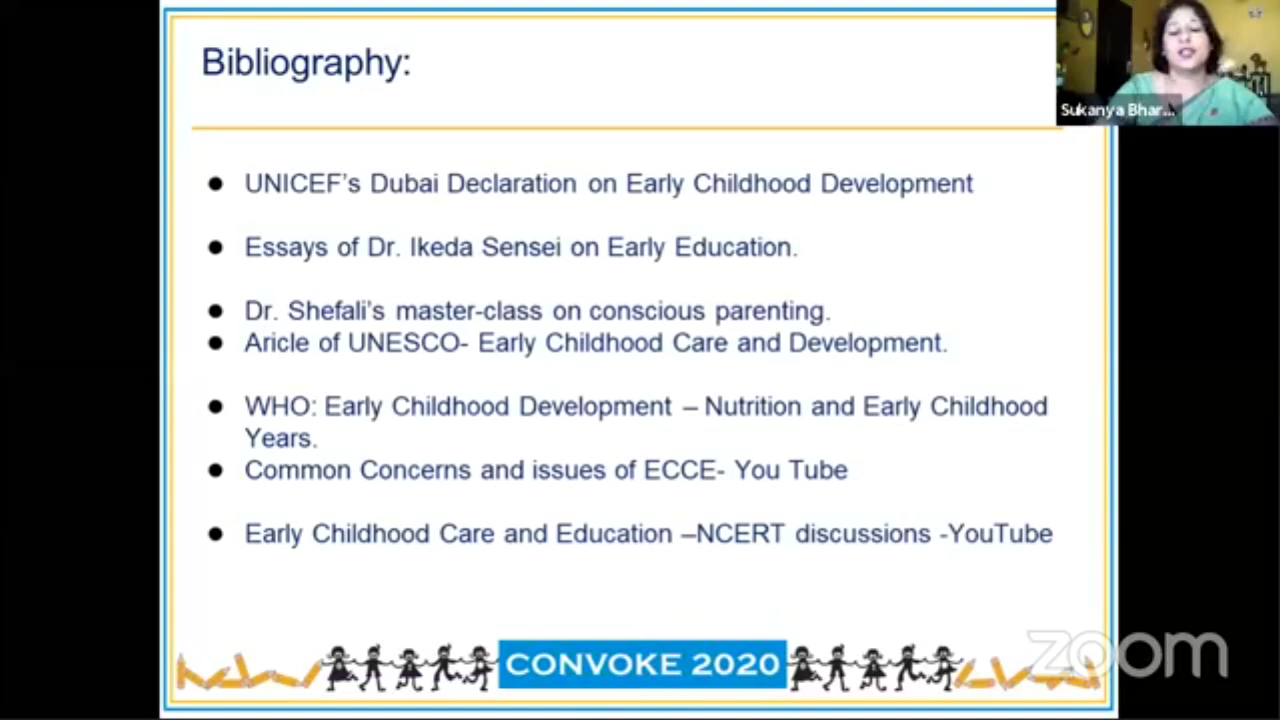 Bibliography:
Sukanya Bhar...
● UNICEF's Dubai Declaration on Early Childhood Development
● Essays of Dr. Ikeda Sensei on Early Education.
● Dr. Shefali's master-class on conscious parenting.
● Aricle of UNESCO- Early Childhood Care and Development.
● WHO: Early Childhood Development – Nutrition and Early Childhood
Years.
● Common Concerns and issues of ECCE- You Tube
● Early Childhood Care and Education –NCERT discussions -YouTube
CONVOKE 2020
zoom